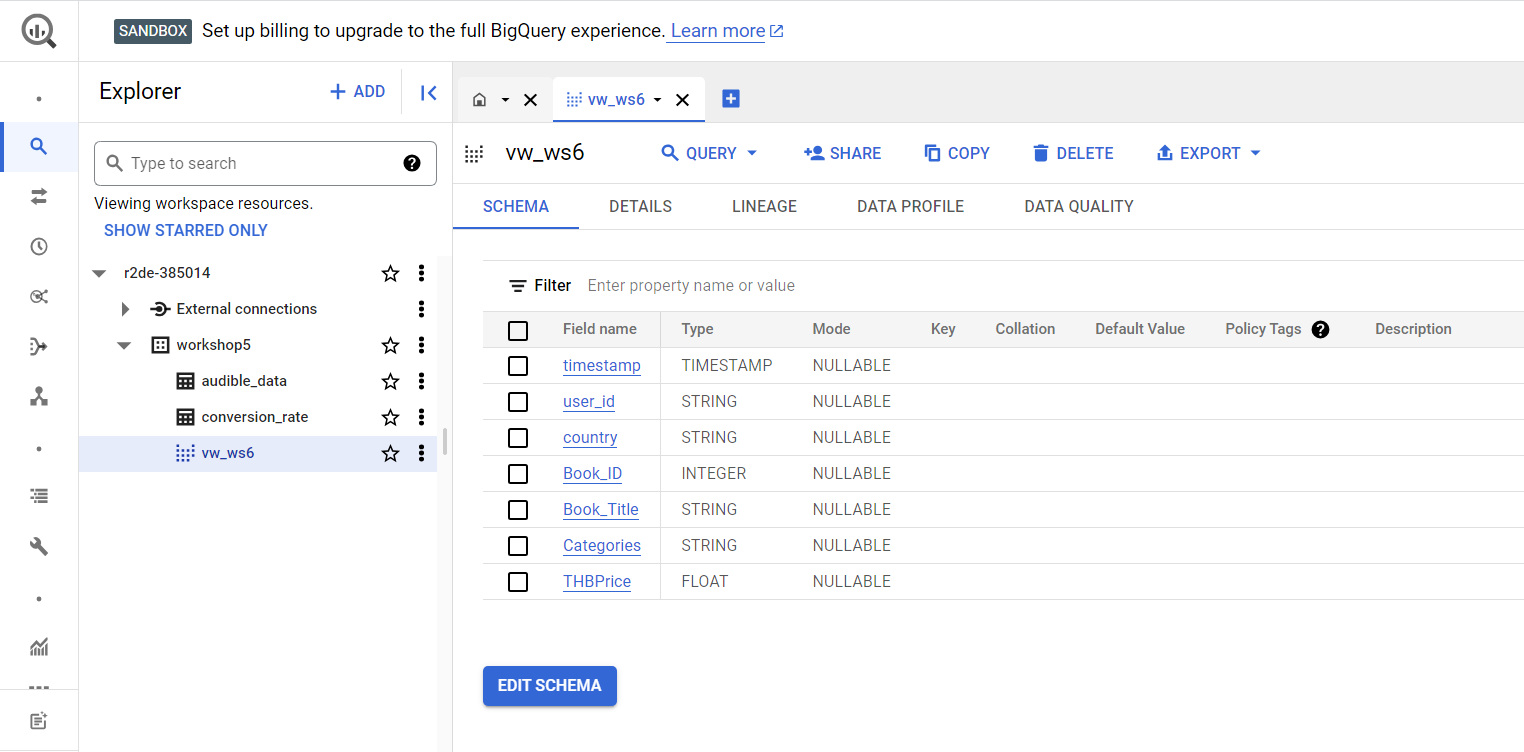 SANDBOX Set up billing to upgrade to the full BigQuery experience. Learn more
Explorer
ADD
Type to search
Viewing workspace resources.
SHOW STARRED ONLY
r2de-385014
External connections
workshop5
audible_data
conversion_rate
vw_ws6
vw_ws6
vw_ws6 QUERY SHARE COPY DELETE EXPORT
SCHEMA DETAILS LINEAGE DATA PROFILE DATA QUALITY
Filter Enter property name or value
Field name Type Mode Key Collation Default Value Policy Tags Description
timestamp TIMESTAMP NULLABLE
user_id STRING NULLABLE
country STRING NULLABLE
Book_ID INTEGER NULLABLE
Book_Title STRING NULLABLE
Categories STRING NULLABLE
THBPrice FLOAT NULLABLE
EDIT SCHEMA